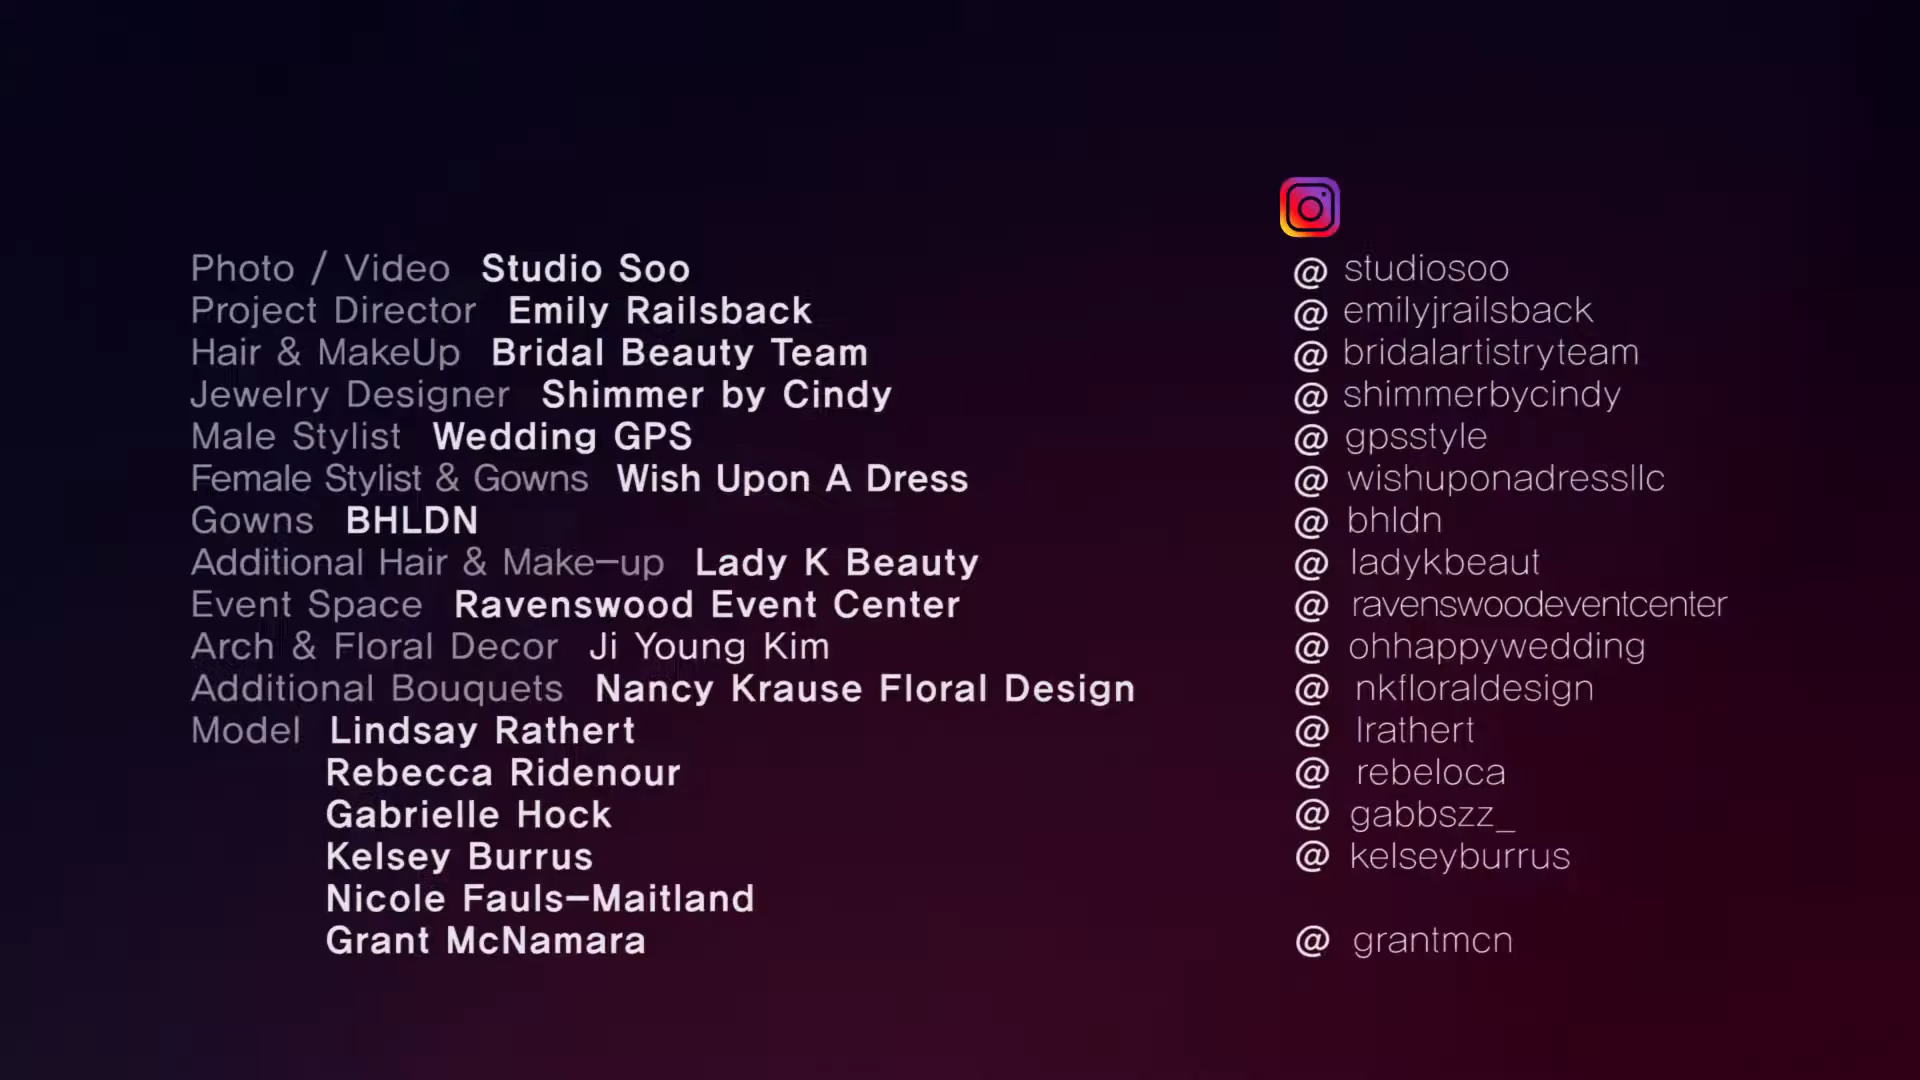 Photo / Video Studio Soo @ studiosoo
Project Director Emily Railsback @ emilyjrailsback
Hair & MakeUp Bridal Beauty Team @ bridalartistryteam
Jewelry Designer Shimmer by Cindy @ shimmerbycindy
Male Stylist Wedding GPS @ gpsstyle
Female Stylist & Gowns Wish Upon A Dress @ wishuponadressllc
Gowns BHLDN @ bhldn
Additional Hair & Make-up Lady K Beauty @ ladykbeaut
Event Space Ravenswood Event Center @ ravenswoodeventcenter
Arch & Floral Decor Ji Young Kim @ ohhappywedding
Additional Bouquets Nancy Krause Floral Design @ nkfloraldesign
Model Lindsay Rathert @ lrathert
Rebecca Ridenour @ rebeloca
Gabrielle Hock @ gabbszz_
Kelsey Burrus @ kelseyburrus
Nicole Fauls-Maitland
Grant McNamara @ grantmcn